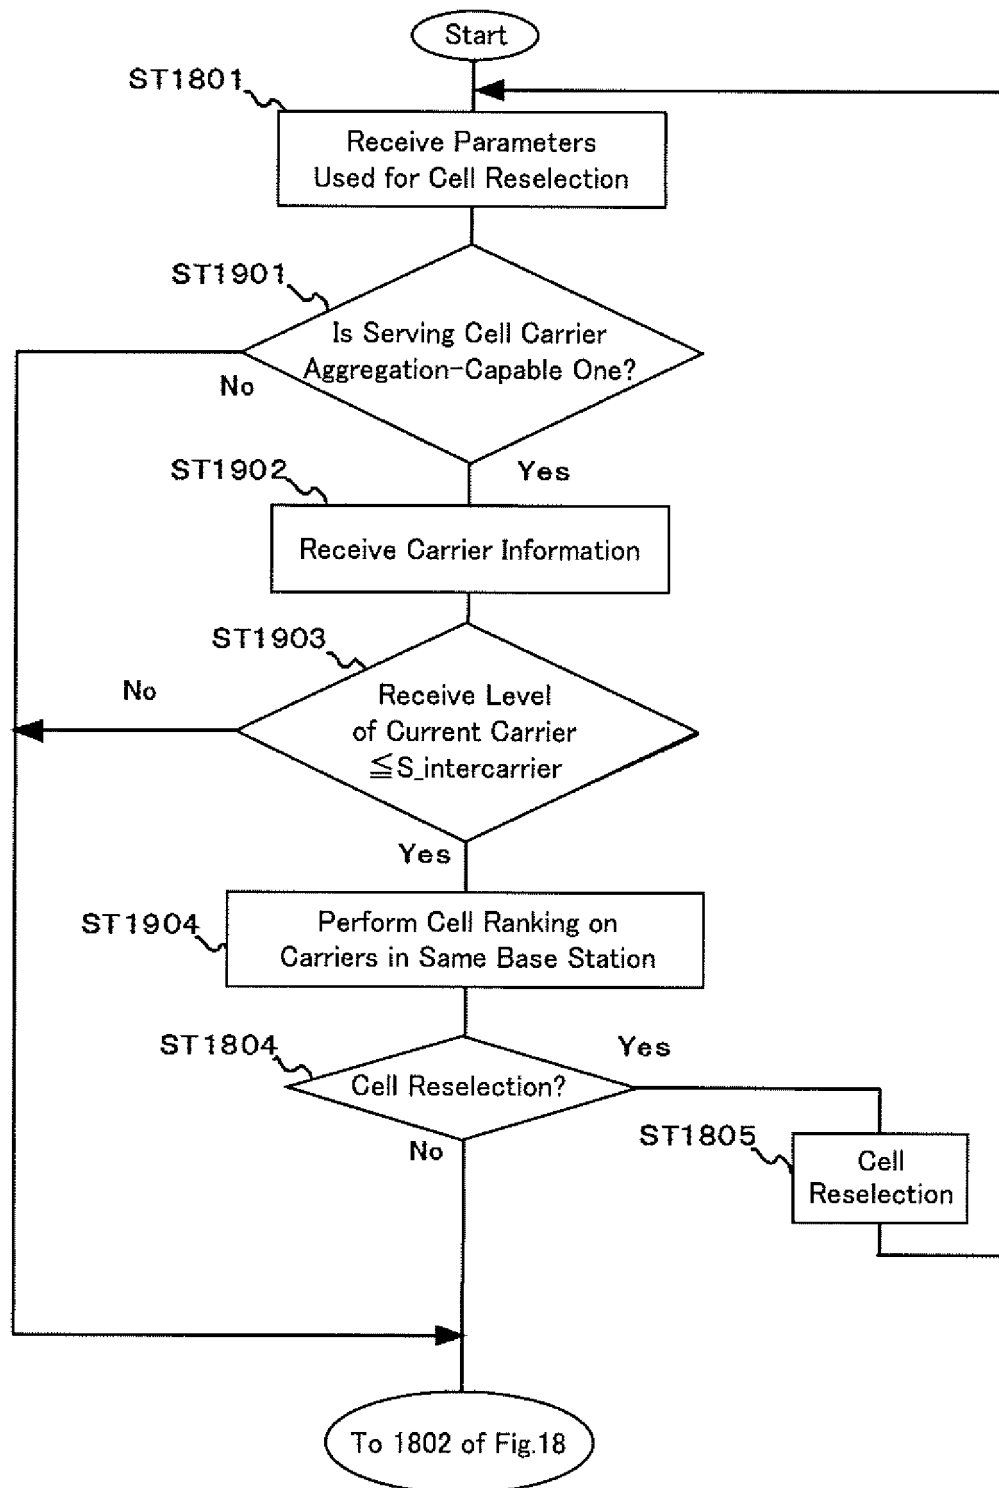 Start
ST1801
Receive Parameters
Used for Cell Reselection
ST1901
Is Serving Cell Carrier
Aggregation-Capable One?
No
Yes
ST1902
Receive Carrier Information
ST1903
No
Receive Level
of Current Carrier
≦S_intercarrier
Yes
ST1904
Perform Cell Ranking on
Carriers in Same Base Station
ST1804
Cell Reselection?
Yes
No
ST1805
Cell
Reselection
To 1802 of Fig.18